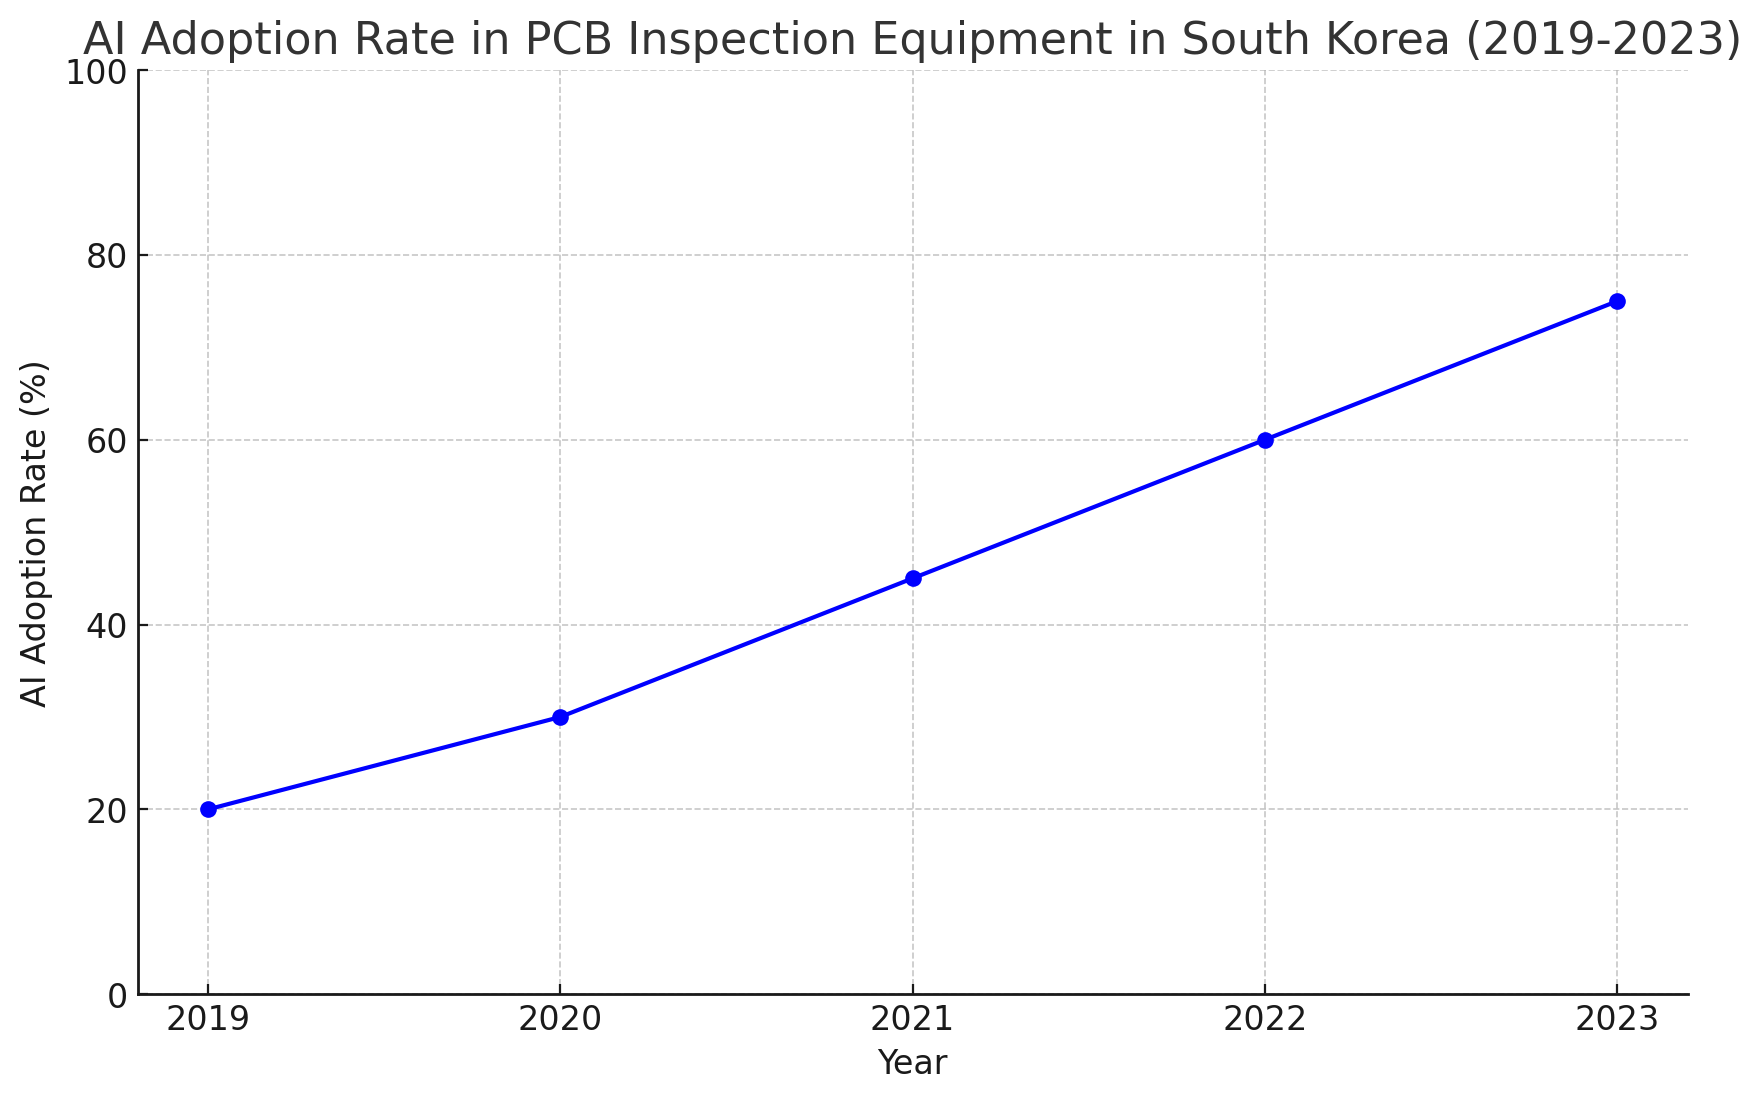 AI Adoption Rate in PCB Inspection Equipment in South Korea (2019-2023)
100
80
60
40
20
0
AI Adoption Rate (%)
2019 2020 2021 2022 2023
Year